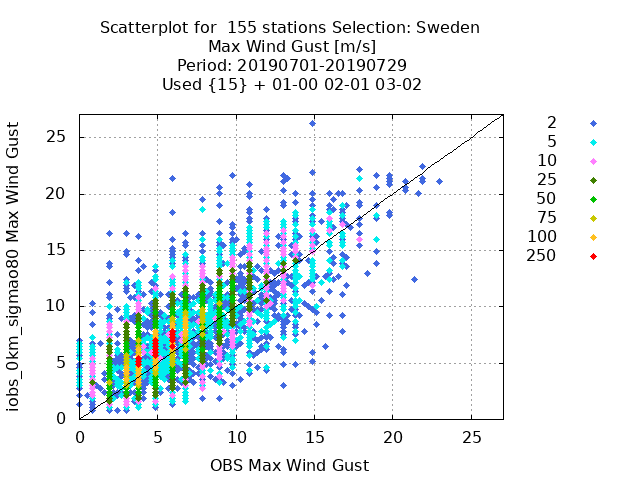 Scatterplot for  155 stations Selection: Sweden
Max Wind Gust [m/s]
Period: 20190701-20190729
Used {15} + 01-00 02-01 03-02
iobs_0km_sigmao80 Max Wind Gust
25
20
15
10
5
0
0 5 10 15 20 25
OBS Max Wind Gust
2
5
10
25
50
75
100
250